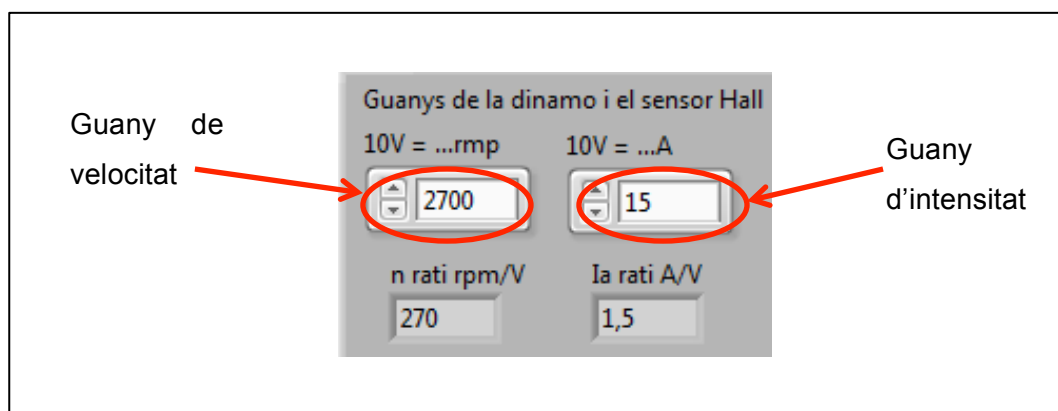 Guany de
velocitat
Guanys de la dinamo i el sensor Hall
10V = ...rmp
10V = ...A
2700
15
n rati rpm/V
Ia rati A/V
270
1,5
Guany
d'intensitat